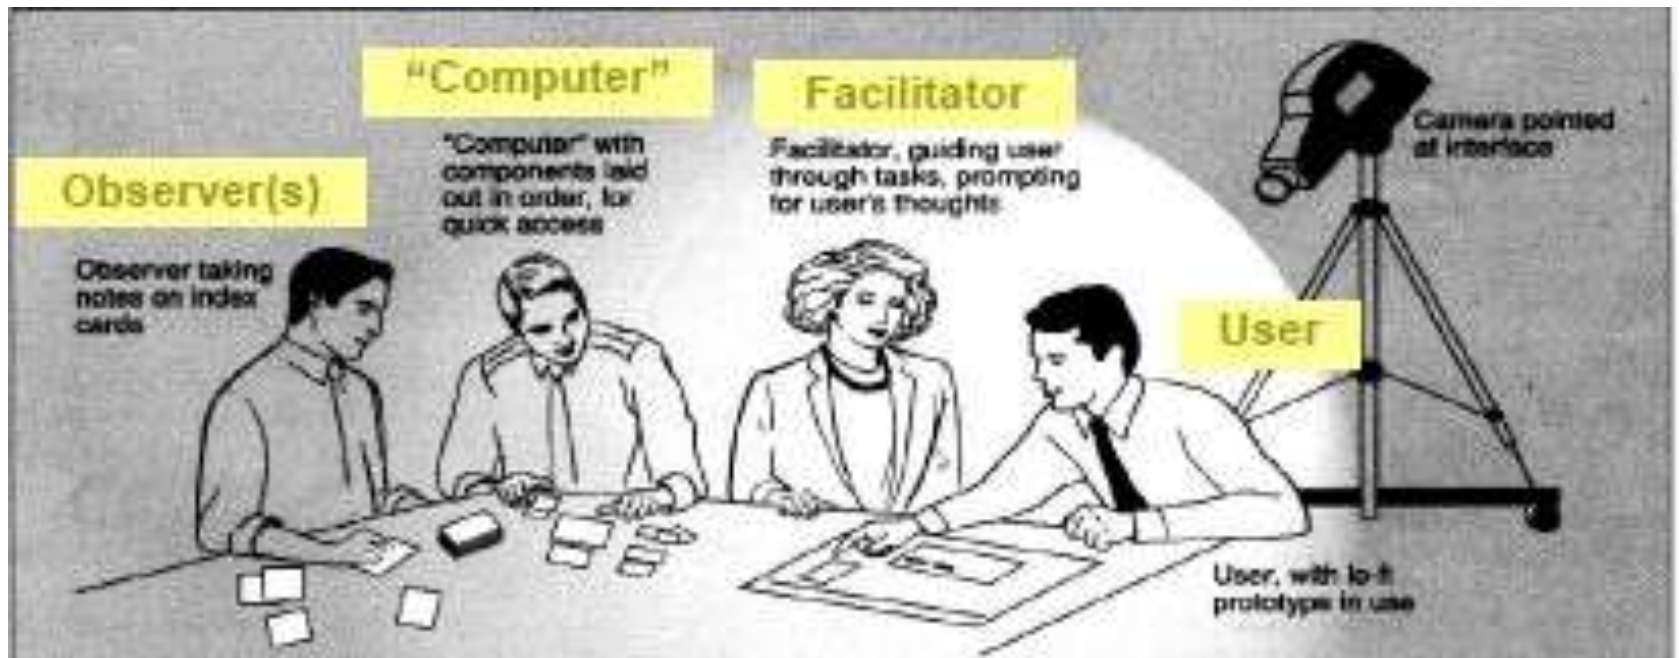 Observer(s)
Observer taking
notes on index
cards
"Computer"
"Computer" with
components laid
out in order, for
quick access
Facilitator
Facilitator, guiding user
through tasks, prompting
for user's thoughts
Camera pointed
at interface
User
User, with lo-fi
prototype in use